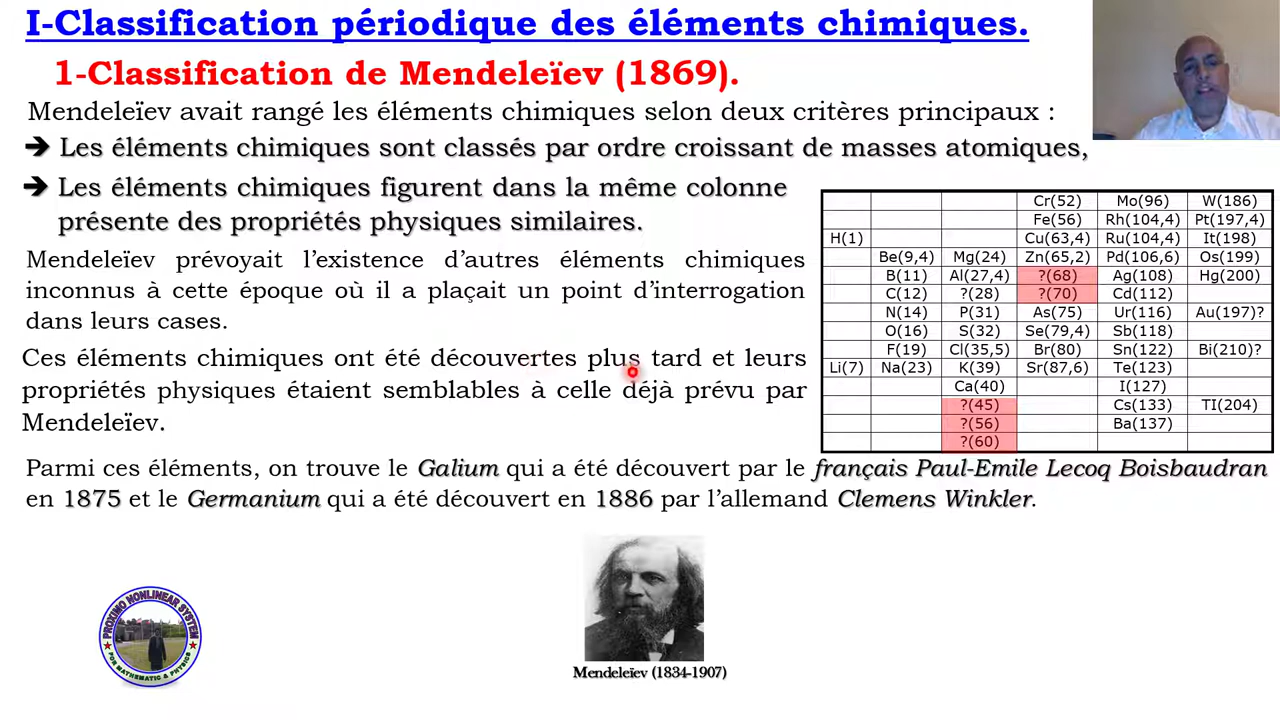 I-Classification périodique des éléments chimiques.
1-Classification de Mendeleïev (1869).
Mendeleïev avait rangé les éléments chimiques selon deux critères principaux :
➔ Les éléments chimiques sont classés par ordre croissant de masses atomiques,
➔ Les éléments chimiques figurent dans la même colonne
présente des propriétés physiques similaires.
Mendeleïev prévoyait l'existence d'autres éléments chimiques
inconnus à cette époque où il a plaçait un point d'interrogation
dans leurs cases.
Ces éléments chimiques ont été découvertes plus tard et leurs
propriétés physiques étaient semblables à celle déjà prévu par
Mendeleïev.
Cr(52) Mo(96) W(186)
Fe(56) Rh(104,4) Pt(197,4)
H(1) Cu(63,4) Ru(104,4) It(198)
Be(9,4) Mg(24) Zn(65,2) Pd(106,6) Os(199)
B(11) Al(27,4) ?(68) Ag(108) Hg(200)
C(12) ?(28) ?(70) Cd(112)
N(14) P(31) As(75) Ur(116) Au(197)?
O(16) S(32) Se(79,4) Sb(118)
F(19) Cl(35,5) Br(80) Sn(122) Bi(210)?
Li(7) Na(23) K(39) Sr(87,6) Te(123)
Ca(40) I(127)
?(45) Cs(133) TI(204)
?(56) Ba(137)
?(60)
Parmi ces éléments, on trouve le Galium qui a été découvert par le français Paul-Emile Lecoq Boisbaudran
en 1875 et le Germanium qui a été découvert en 1886 par l'allemand Clemens Winkler.
PROXIMO NONLINEAR SYSTEM
FOR MATHEMATIC & PHYSICS
Mendeleïev (1834-1907)